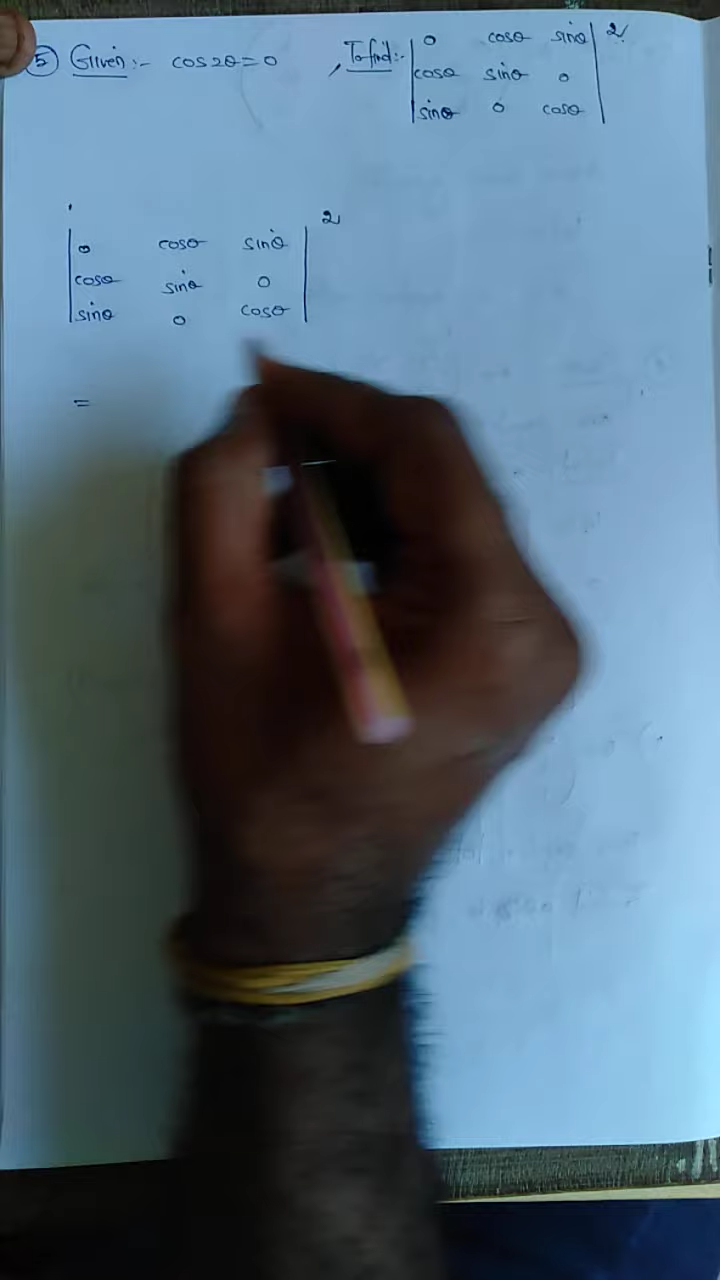 5 Given:- cos2θ=0 , To find:- | 0 cosθ sinθ | 2
| cosθ sinθ 0 |
| sinθ 0 cosθ |
| 0 cosθ sinθ | 2
| cosθ sinθ 0 |
| sinθ 0 cosθ |
=